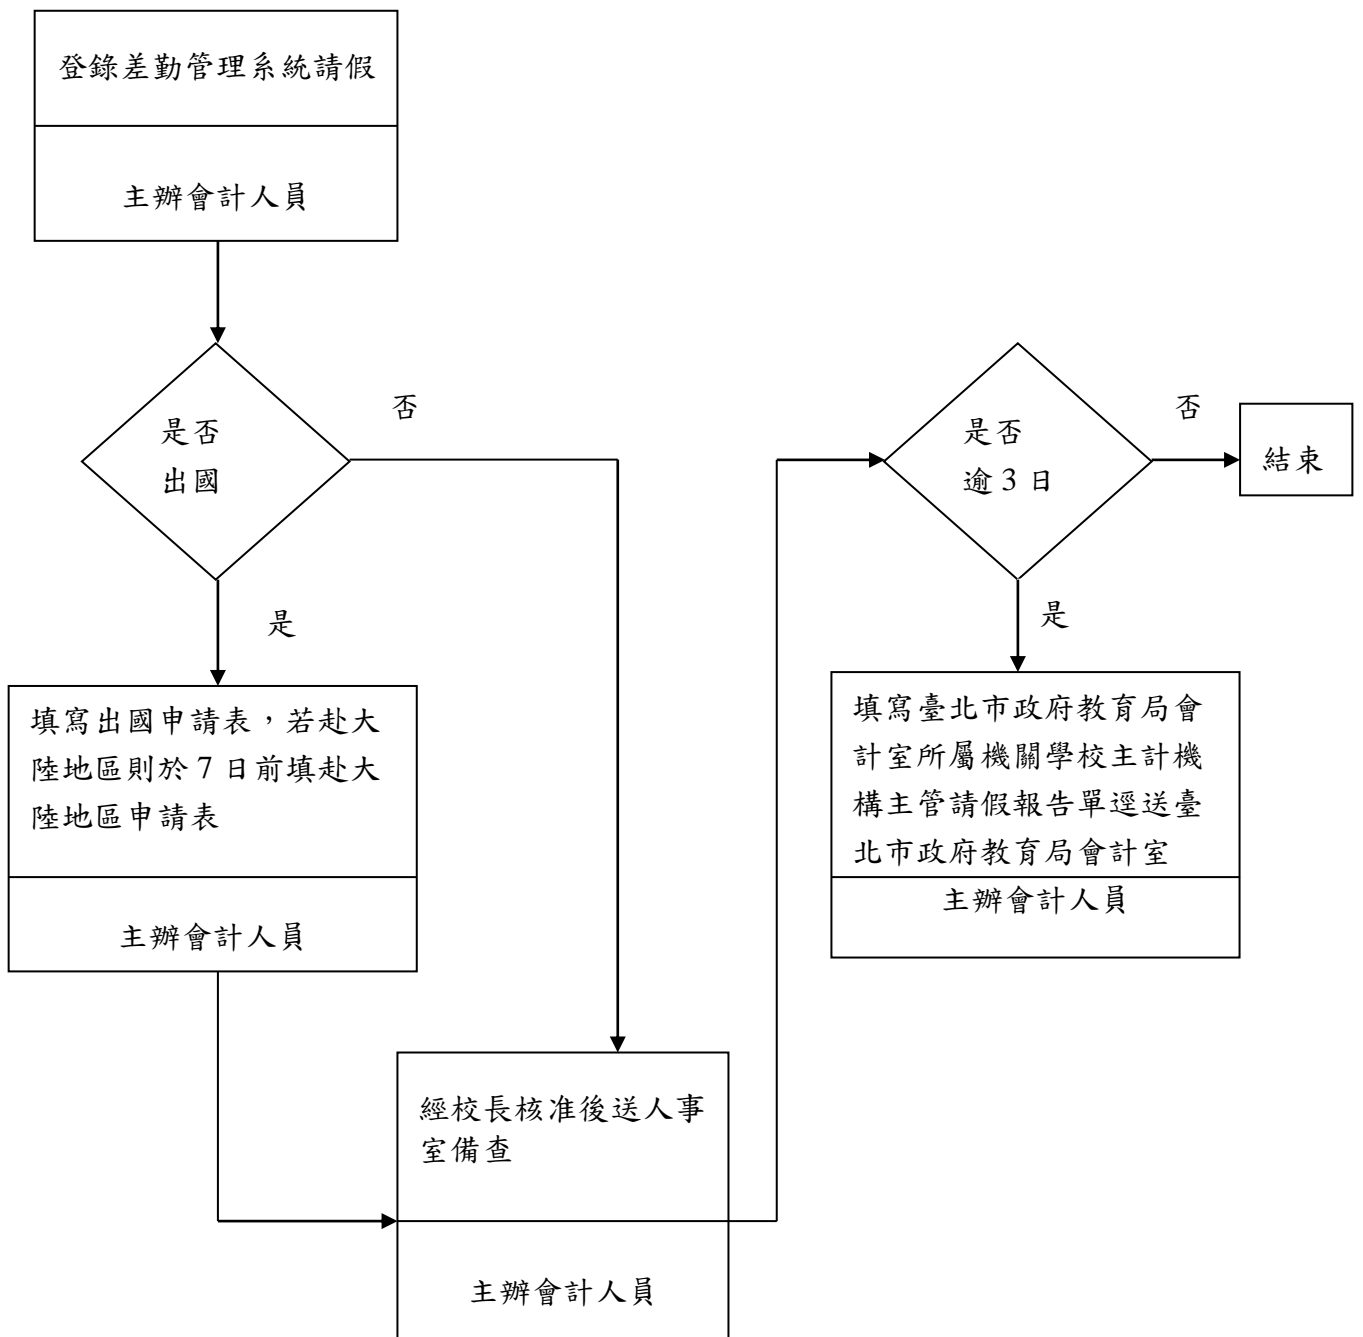 登錄差勤管理系統請假
主辦會計人員
是否
出國
否
是
填寫出國申請表，若赴大
陸地區則於 7 日前填赴大
陸地區申請表
主辦會計人員
經校長核准後送人事
室備查
主辦會計人員
是否
逾 3 日
否
結束
是
填寫臺北市政府教育局會
計室所屬機關學校主計機
構主管請假報告單逕送臺
北市政府教育局會計室
主辦會計人員